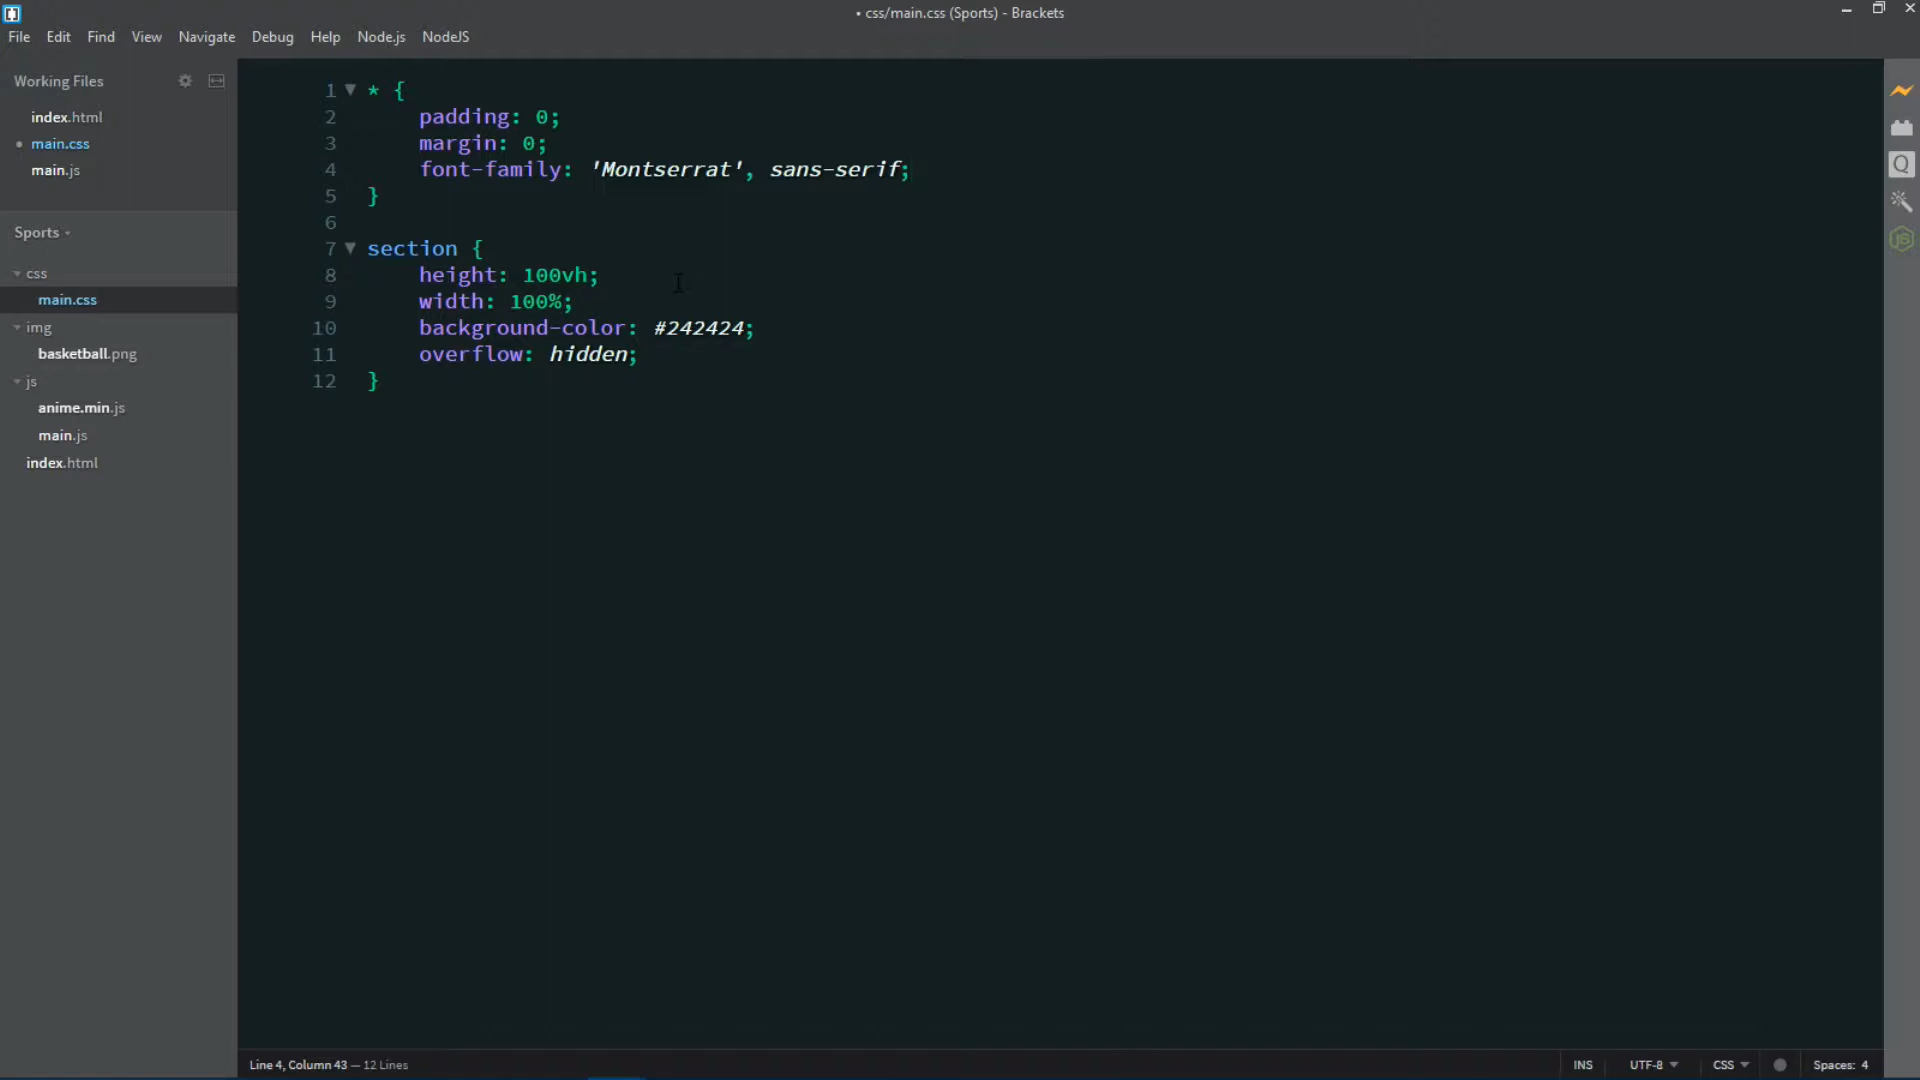 • css/main.css (Sports) - Brackets
File Edit Find View Navigate Debug Help Node.js NodeJS
Working Files
index.html
• main.css
main.js
Sports
css
main.css
img
basketball.png
js
anime.min.js
main.js
index.html
1 * {
2 padding: 0;
3 margin: 0;
4 font-family: 'Montserrat', sans-serif;
5 }
6
7 section {
8 height: 100vh;
9 width: 100%;
10 background-color: #242424;
11 overflow: hidden;
12 }
Q
js
Line 4, Column 43 — 12 Lines
INS UTF-8 CSS Spaces: 4